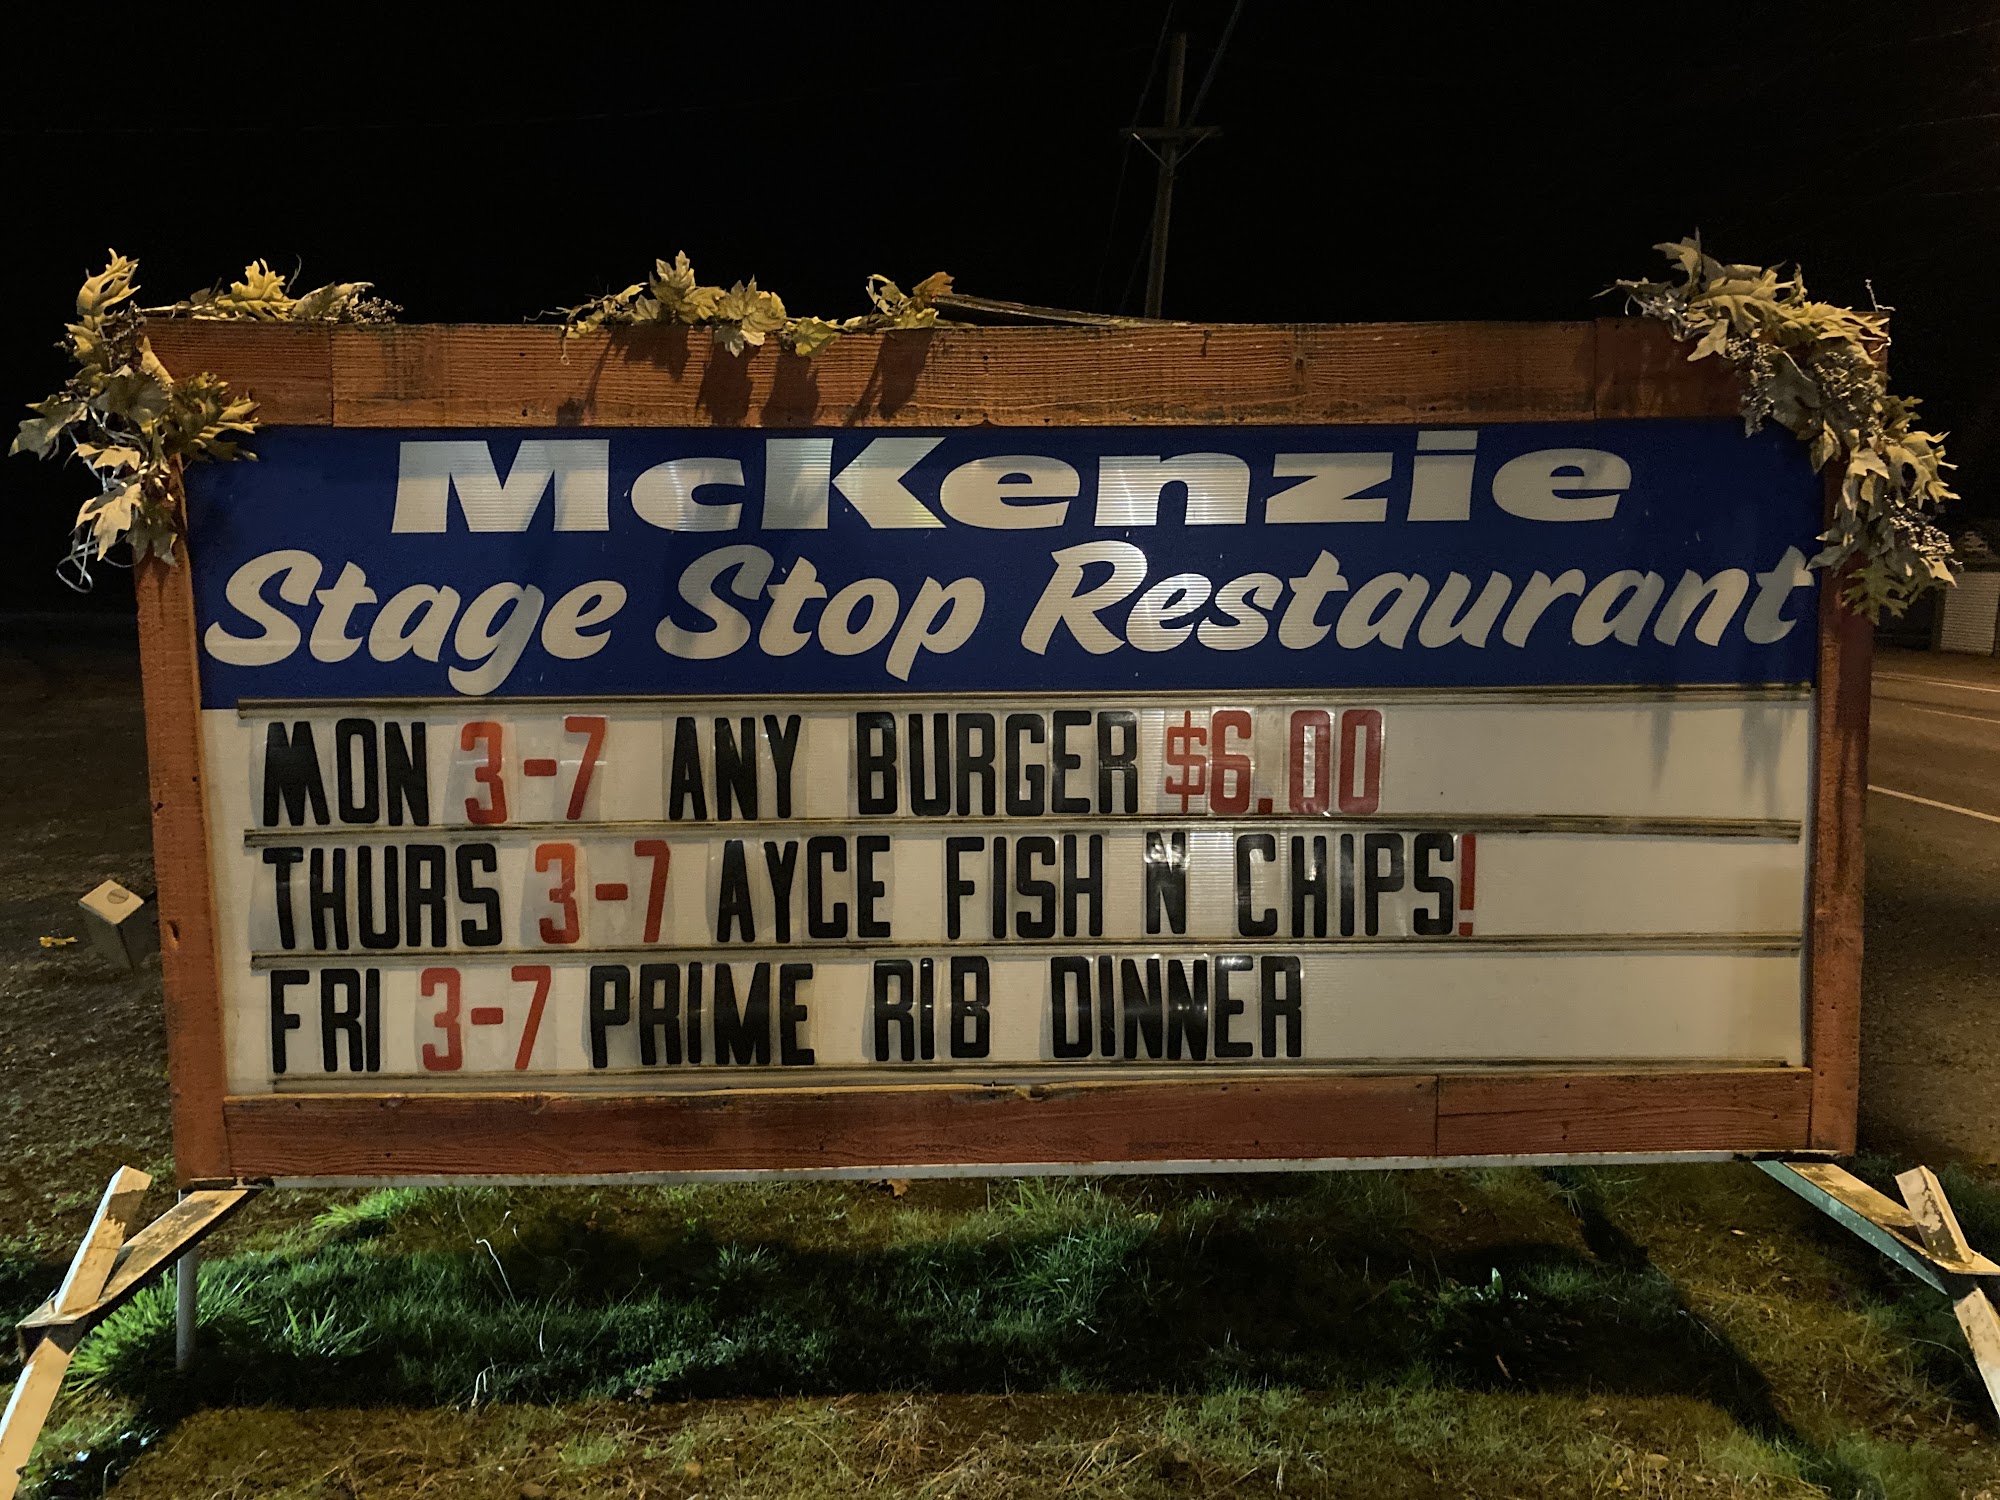 McKenzie
Stage Stop Restaurant
MON 3-7 ANY BURGER $6.00
THURS 3-7 AYCE FISH N CHIPS!
FRI 3-7 PRIME RIB DINNER